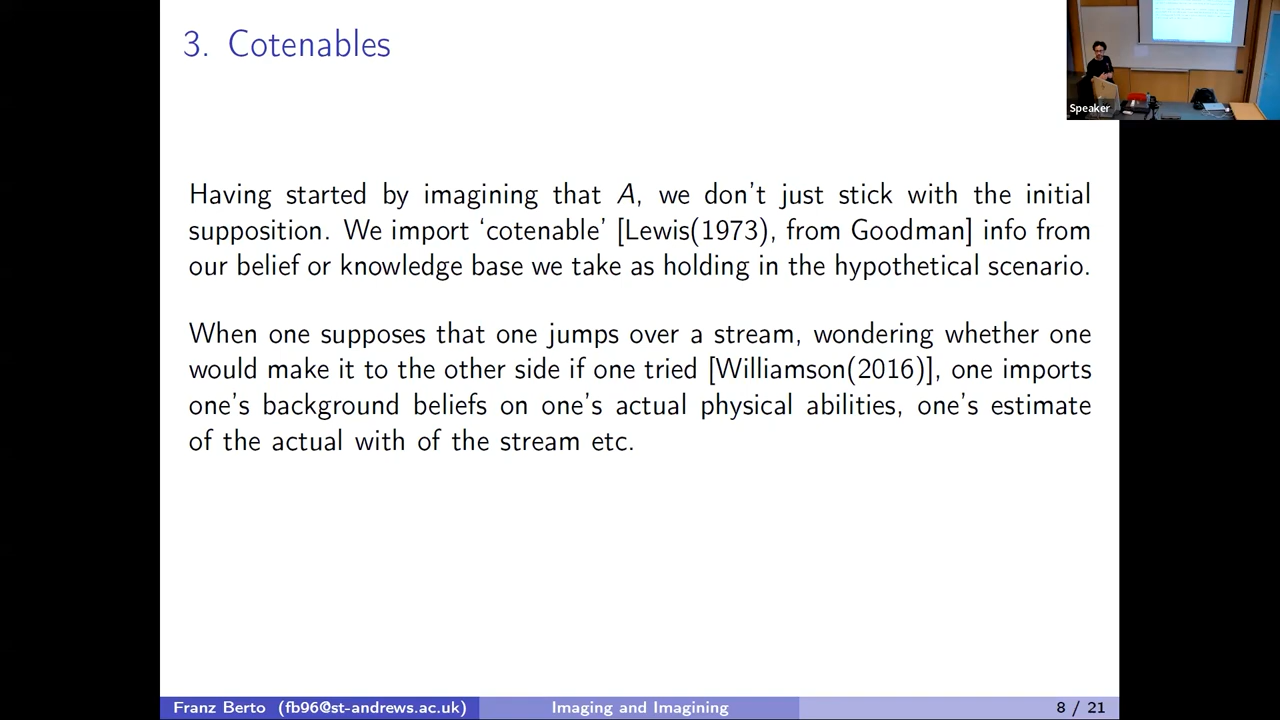 3. Cotenables
Speaker
Having started by imagining that A, we don't just stick with the initial
supposition. We import ‘cotenable’ [Lewis(1973), from Goodman] info from
our belief or knowledge base we take as holding in the hypothetical scenario.
When one supposes that one jumps over a stream, wondering whether one
would make it to the other side if one tried [Williamson(2016)], one imports
one's background beliefs on one's actual physical abilities, one's estimate
of the actual with of the stream etc.
Franz Berto (fb96@st-andrews.ac.uk) Imaging and Imagining 8 / 21